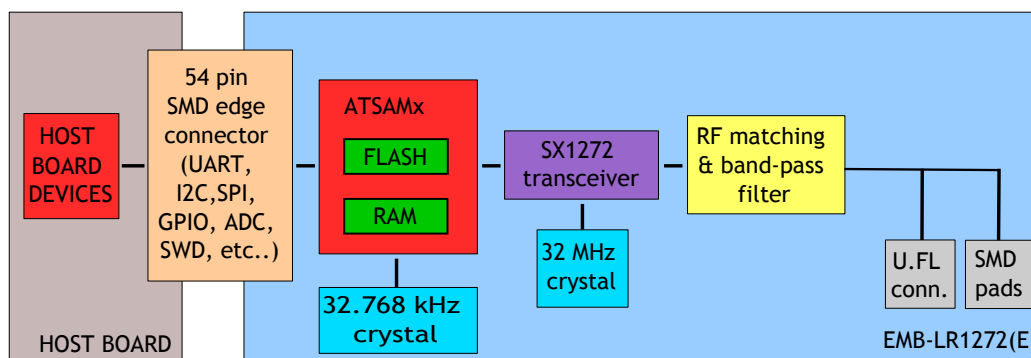 HOST
BOARD
DEVICES
54 pin
SMD edge
connector
(UART,
I2C,SPI,
GPIO, ADC,
SWD, etc..)
ATSAMx
FLASH
RAM
32.768 kHz
crystal
SX1272
transceiver
32 MHz
crystal
RF matching
& band-pass
filter
U.FL
conn.
SMD
pads
HOST BOARD
EMB-LR1272(E